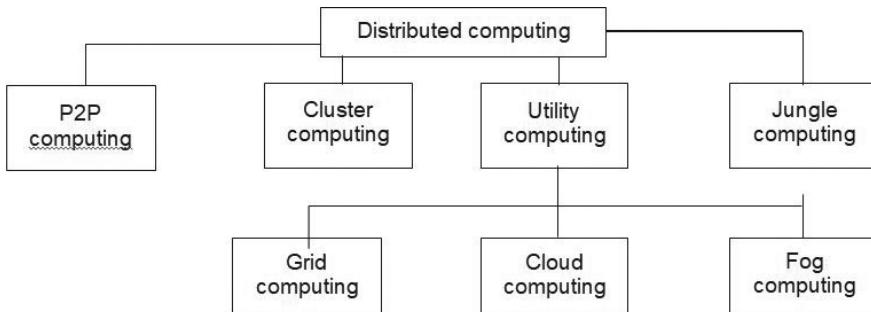 Distributed computing
P2P
computing
Cluster
computing
Utility
computing
Jungle
computing
Grid
computing
Cloud
computing
Fog
computing